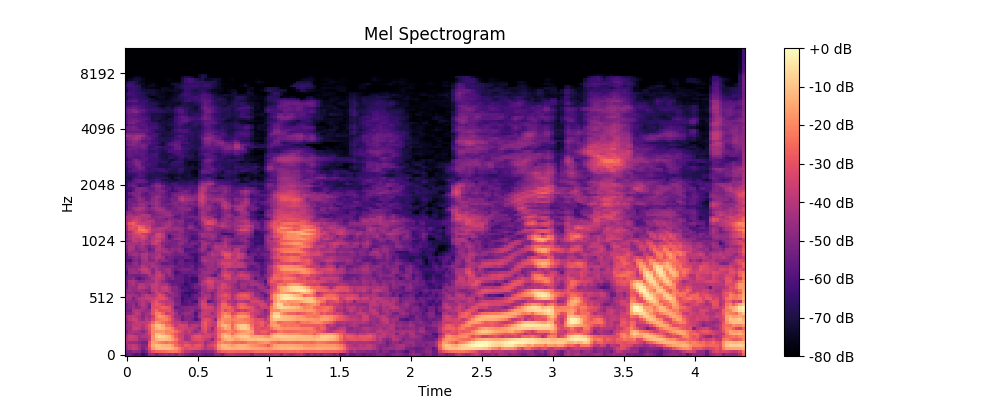 Mel Spectrogram
Hz
8192
4096
2048
1024
512
0
0 0.5 1 1.5 2 2.5 3 3.5 4
Time
+0 dB
-10 dB
-20 dB
-30 dB
-40 dB
-50 dB
-60 dB
-70 dB
-80 dB